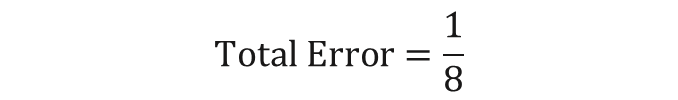 Total Error = 1/8